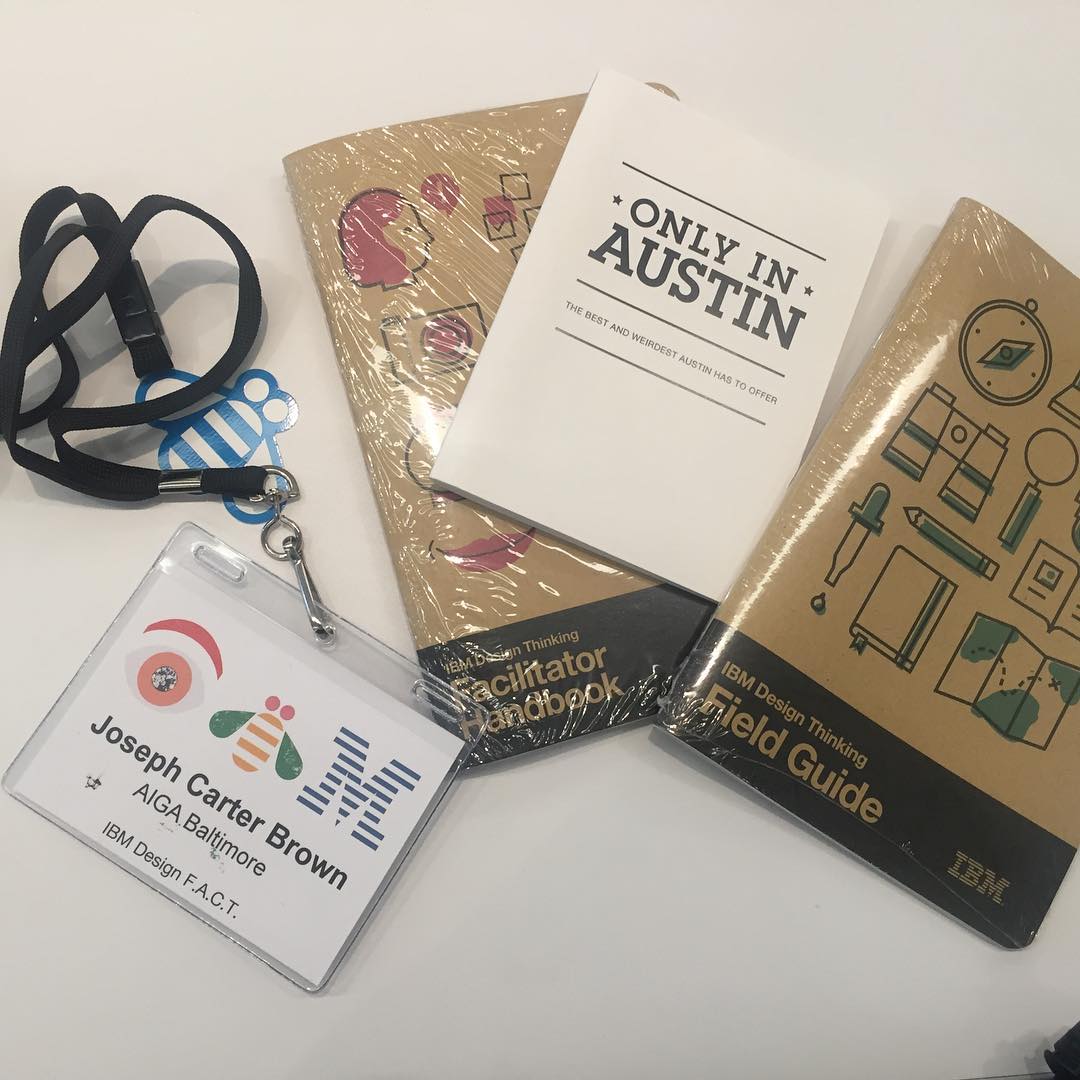 ★ ONLY IN ★
AUSTIN
THE BEST AND WEIRDEST AUSTIN HAS TO OFFER
IBM Design Thinking
Facilitator
Handbook
IBM Design Thinking
Field Guide
IBM
M
Joseph Carter Brown
AIGA Baltimore
IBM Design F.A.C.T.